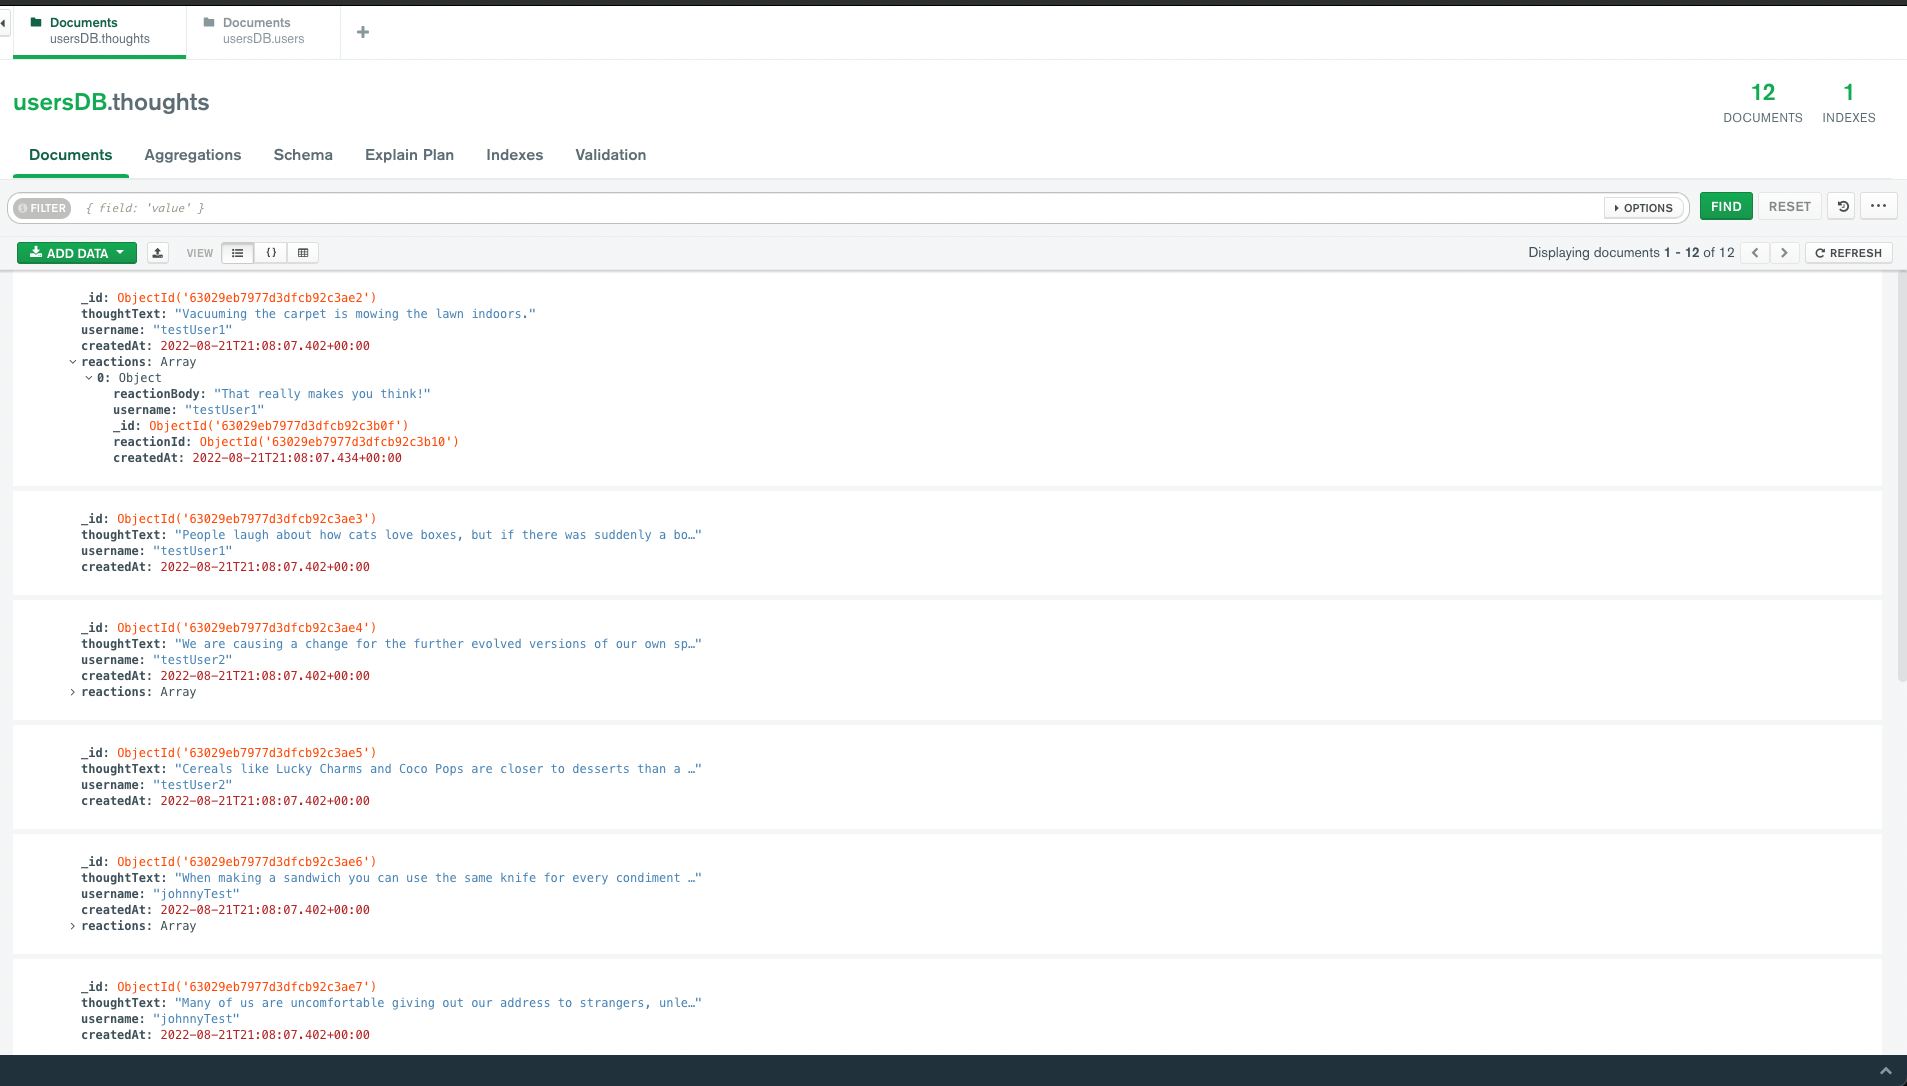 Documents
usersDB.thoughts
Documents
usersDB.users
usersDB.thoughts
12
DOCUMENTS
1
INDEXES
Documents Aggregations Schema Explain Plan Indexes Validation
FILTER { field: 'value' } OPTIONS FIND RESET
ADD DATA VIEW Displaying documents 1 - 12 of 12 REFRESH
_id: ObjectId('63029eb7977d3dfcb92c3ae2')
thoughtText: "Vacuuming the carpet is mowing the lawn indoors."
username: "testUser1"
createdAt: 2022-08-21T21:08:07.402+00:00
reactions: Array
0: Object
reactionBody: "That really makes you think!"
username: "testUser1"
_id: ObjectId('63029eb7977d3dfcb92c3b0f')
reactionId: ObjectId('63029eb7977d3dfcb92c3b10')
createdAt: 2022-08-21T21:08:07.434+00:00
_id: ObjectId('63029eb7977d3dfcb92c3ae3')
thoughtText: "People laugh about how cats love boxes, but if there was suddenly a bo…"
username: "testUser1"
createdAt: 2022-08-21T21:08:07.402+00:00
_id: ObjectId('63029eb7977d3dfcb92c3ae4')
thoughtText: "We are causing a change for the further evolved versions of our own sp…"
username: "testUser2"
createdAt: 2022-08-21T21:08:07.402+00:00
reactions: Array
_id: ObjectId('63029eb7977d3dfcb92c3ae5')
thoughtText: "Cereals like Lucky Charms and Coco Pops are closer to desserts than a …"
username: "testUser2"
createdAt: 2022-08-21T21:08:07.402+00:00
_id: ObjectId('63029eb7977d3dfcb92c3ae6')
thoughtText: "When making a sandwich you can use the same knife for every condiment …"
username: "johnnyTest"
createdAt: 2022-08-21T21:08:07.402+00:00
reactions: Array
_id: ObjectId('63029eb7977d3dfcb92c3ae7')
thoughtText: "Many of us are uncomfortable giving out our address to strangers, unle…"
username: "johnnyTest"
createdAt: 2022-08-21T21:08:07.402+00:00